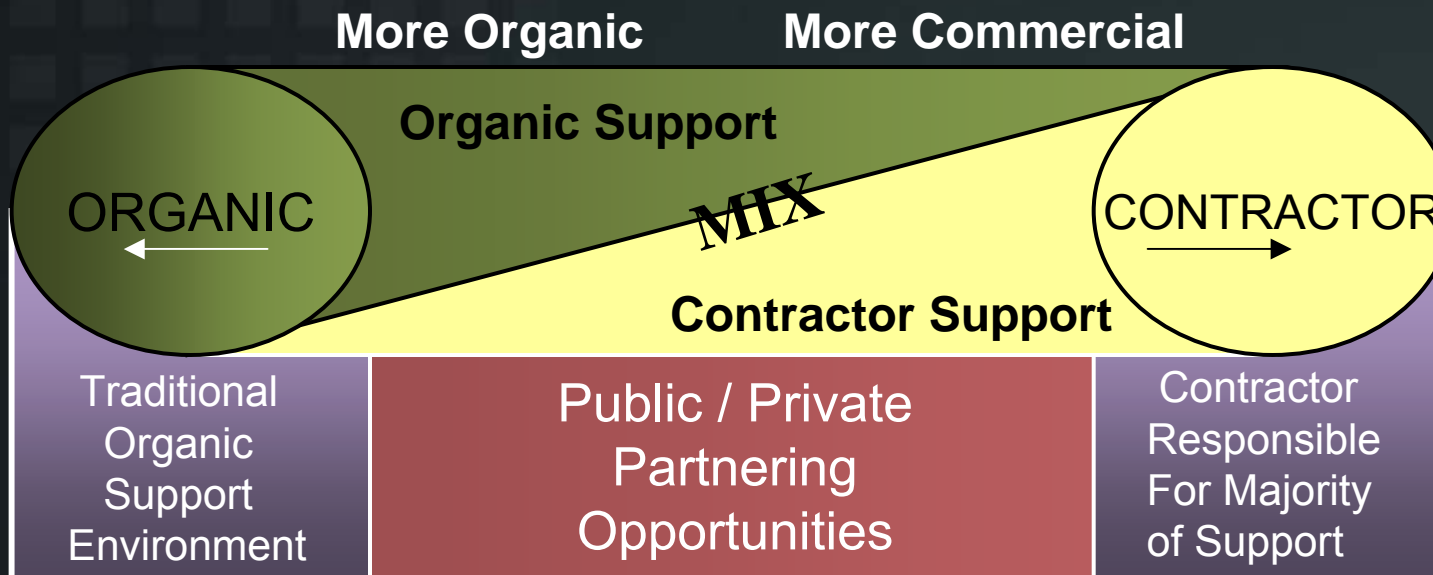 More Organic More Commercial
Organic Support
ORGANIC
MIX
CONTRACTOR
Contractor Support
Traditional
Organic
Support
Environment
Public / Private
Partnering
Opportunities
Contractor
Responsible
For Majority
of Support